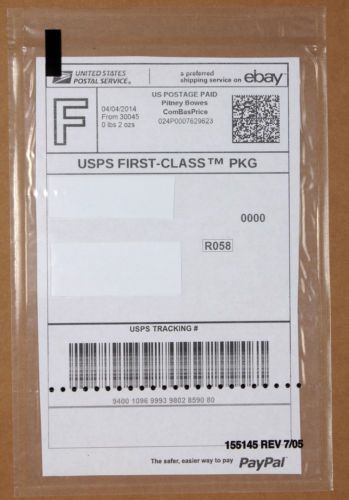 UNITED STATES
POSTAL SERVICE®
a preferred
shipping service on ebay
F
04/04/2014
From 30045
0 lbs 2 ozs
US POSTAGE PAID
Pitney Bowes
ComBasPrice
024P0007629623
USPS FIRST-CLASS™ PKG
0000
R058
USPS TRACKING #
9400 1096 9993 9802 8590 80
155145 REV 7/05
The safer, easier way to pay PayPal